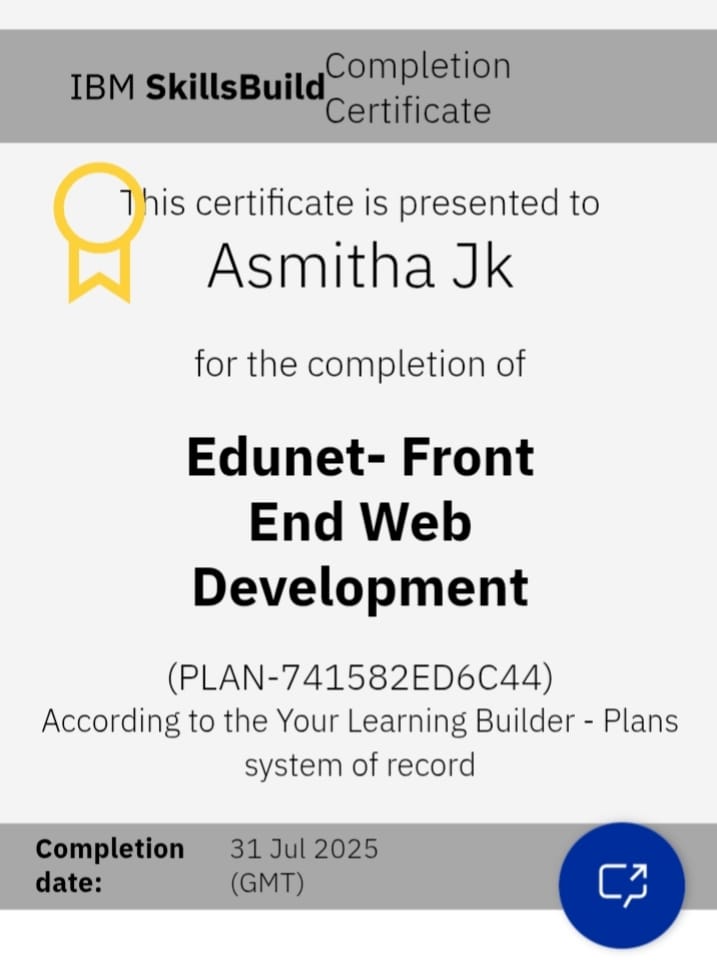 IBM SkillsBuild
Completion
Certificate
This certificate is presented to
Asmitha Jk
for the completion of
Edunet- Front
End Web
Development
(PLAN-741582ED6C44)
According to the Your Learning Builder - Plans
system of record
Completion
date:
31 Jul 2025
(GMT)